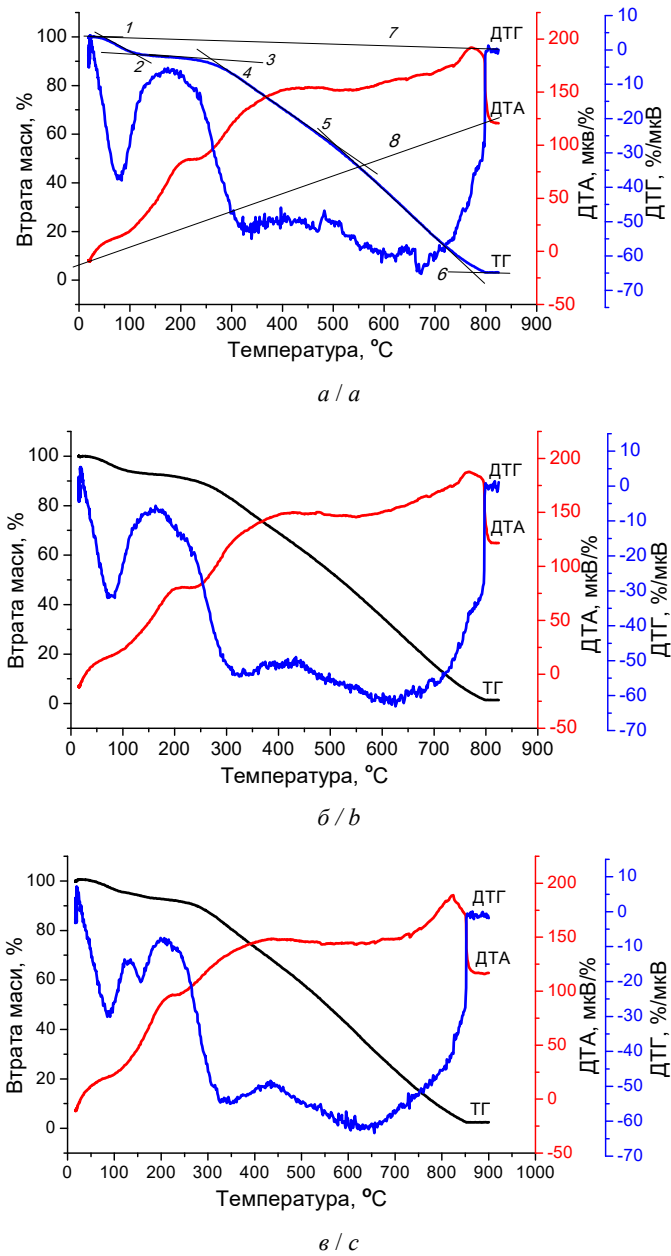 ДТГ
ДТА
ТГ
1
2
3
4
5
6
7
8
Втрата маси, %
100
80
60
40
20
0
0 100 200 300 400 500 600 700 800 900
Температура, °C
200
150
100
50
0
-50
ДТА, мкв/%
10
0
-10
-20
-30
-40
-50
-60
-70
ДТГ, %/мкВ
а / a
ДТГ
ДТА
ТГ
Втрата маси, %
100
80
60
40
20
0
0 100 200 300 400 500 600 700 800 900
Температура, °C
200
150
100
50
0
-50
ДТА, мкВ/%
10
0
-10
-20
-30
-40
-50
-60
-70
ДТГ, %/мкВ
б / b
ДТГ
ДТА
ТГ
Втрата маси, %
100
80
60
40
20
0
0 100 200 300 400 500 600 700 800 900 1000
Температура, °C
200
150
100
50
0
-50
ДТА, мкВ/%
10
0
-10
-20
-30
-40
-50
-60
-70
ДТГ, %/мкВ
в / c